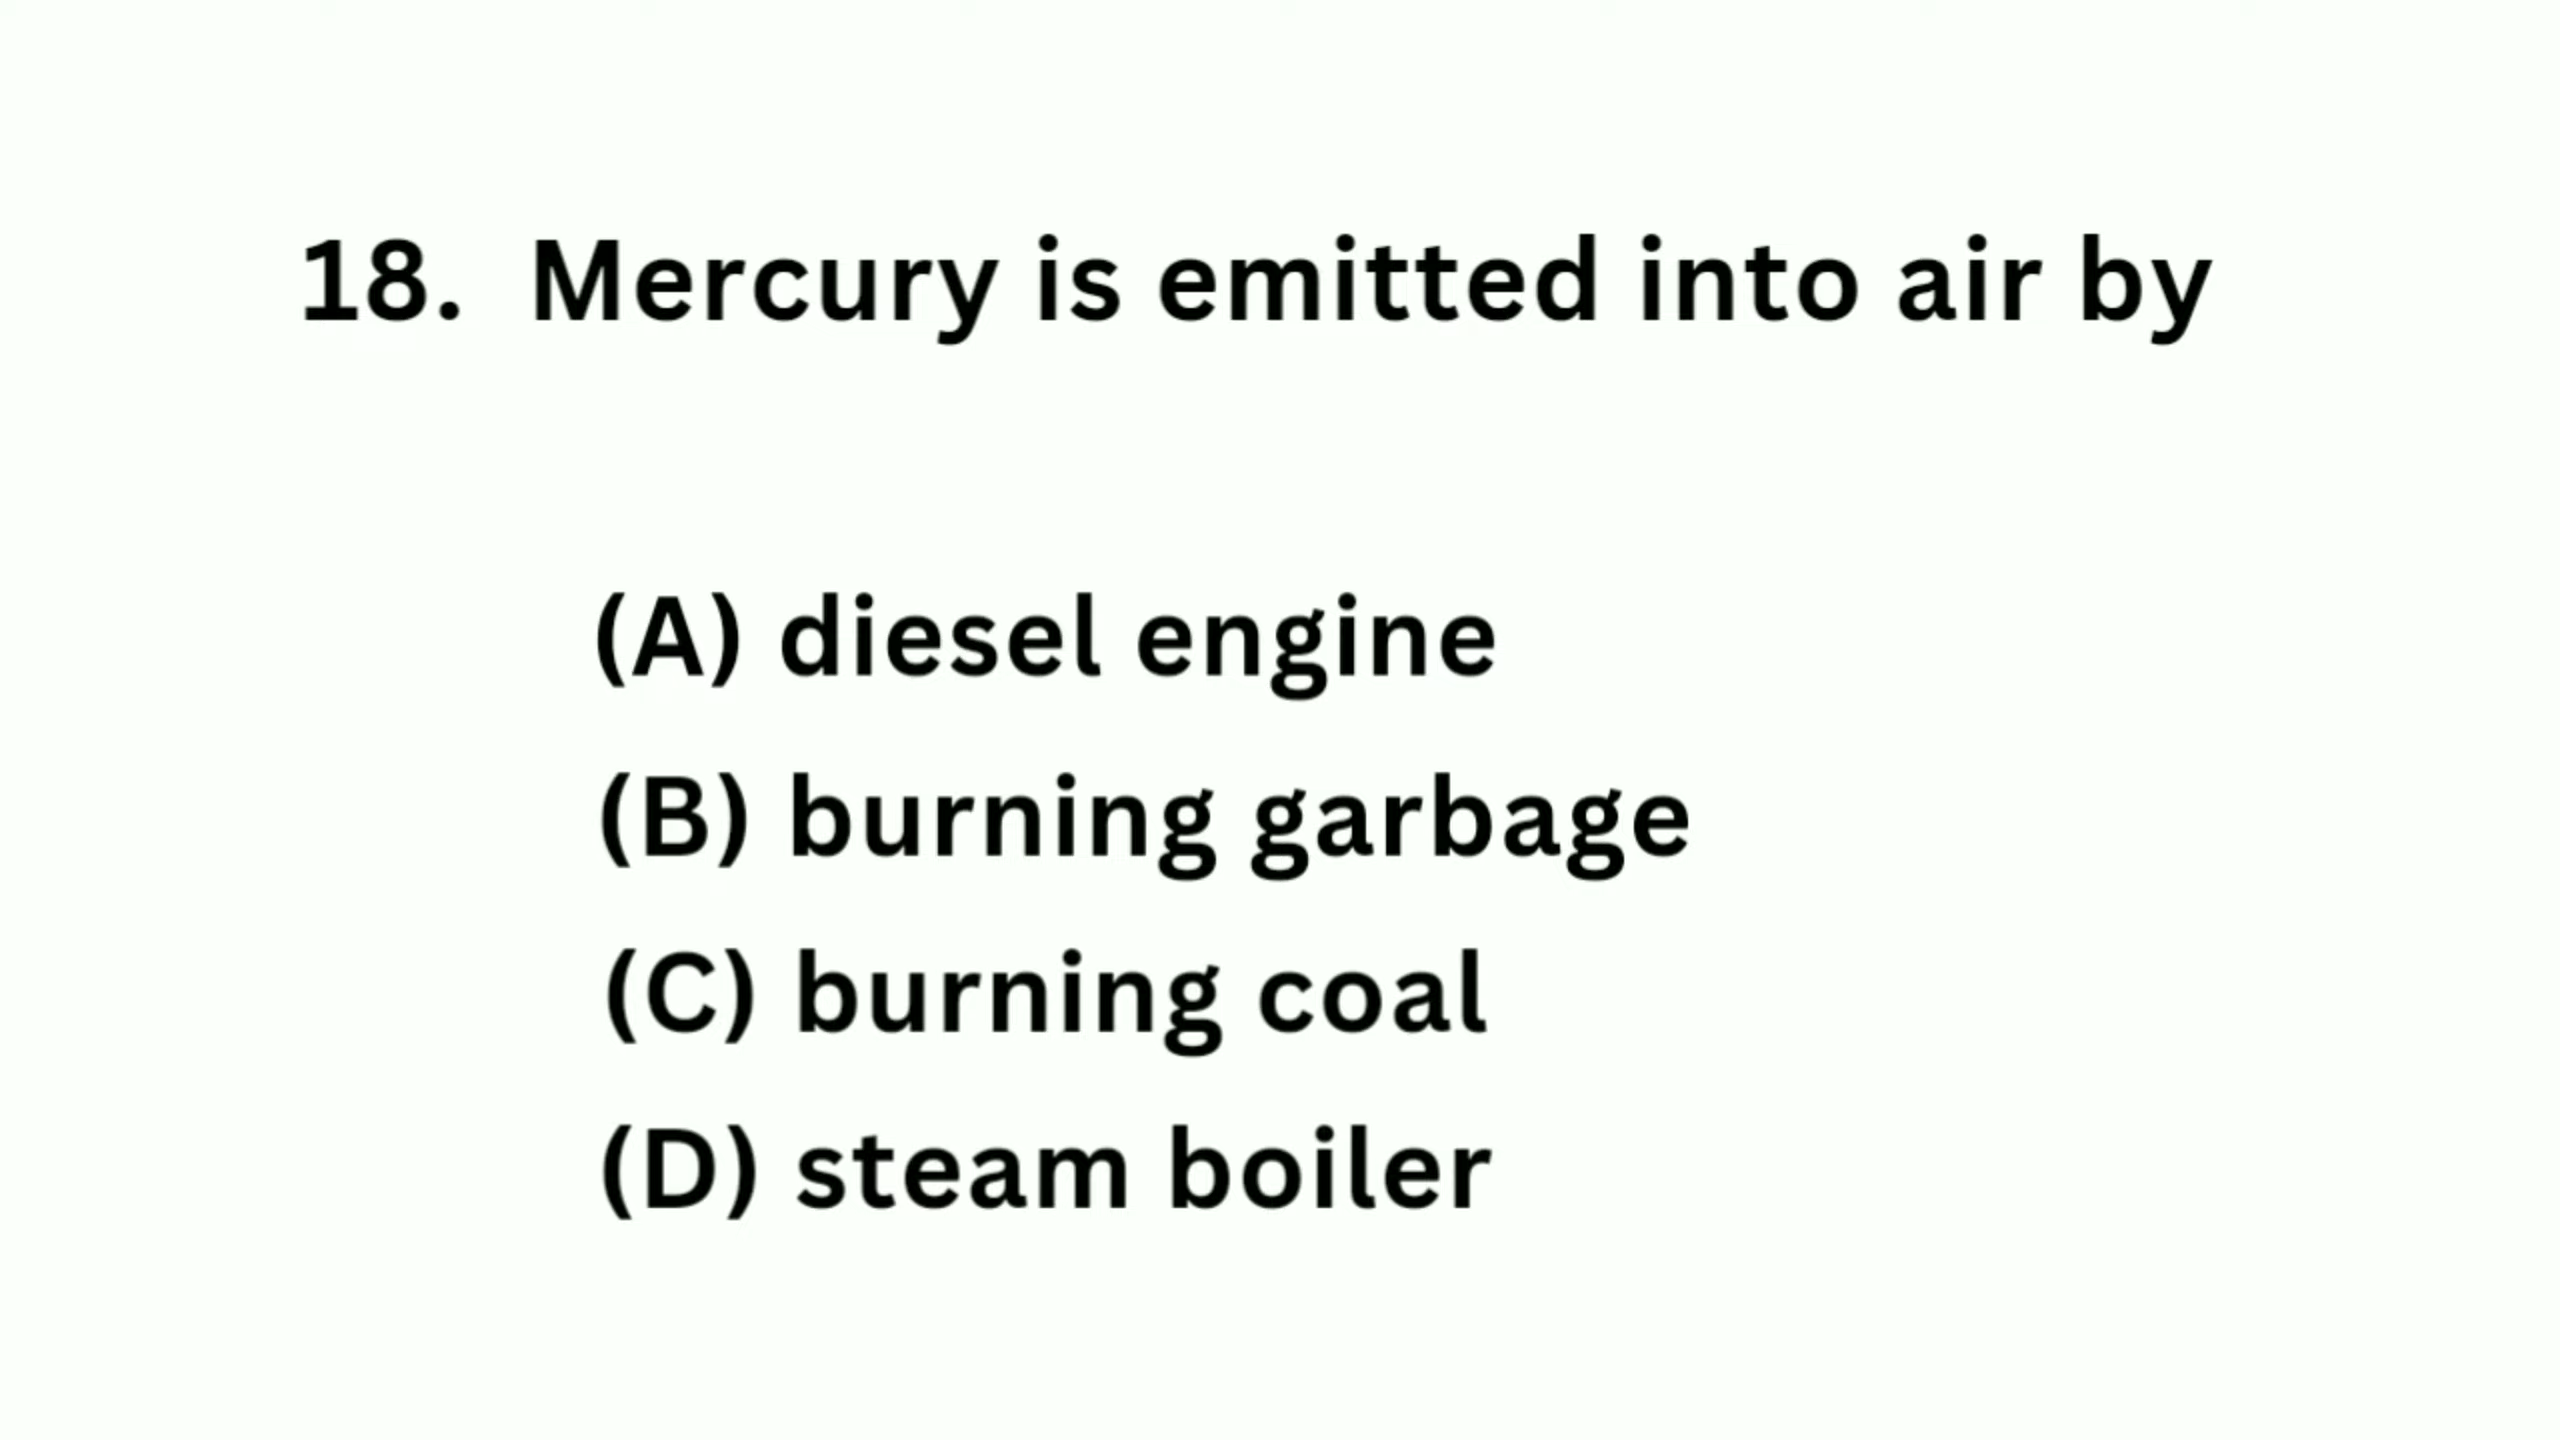 18. Mercury is emitted into air by
(A) diesel engine
(B) burning garbage
(C) burning coal
(D) steam boiler